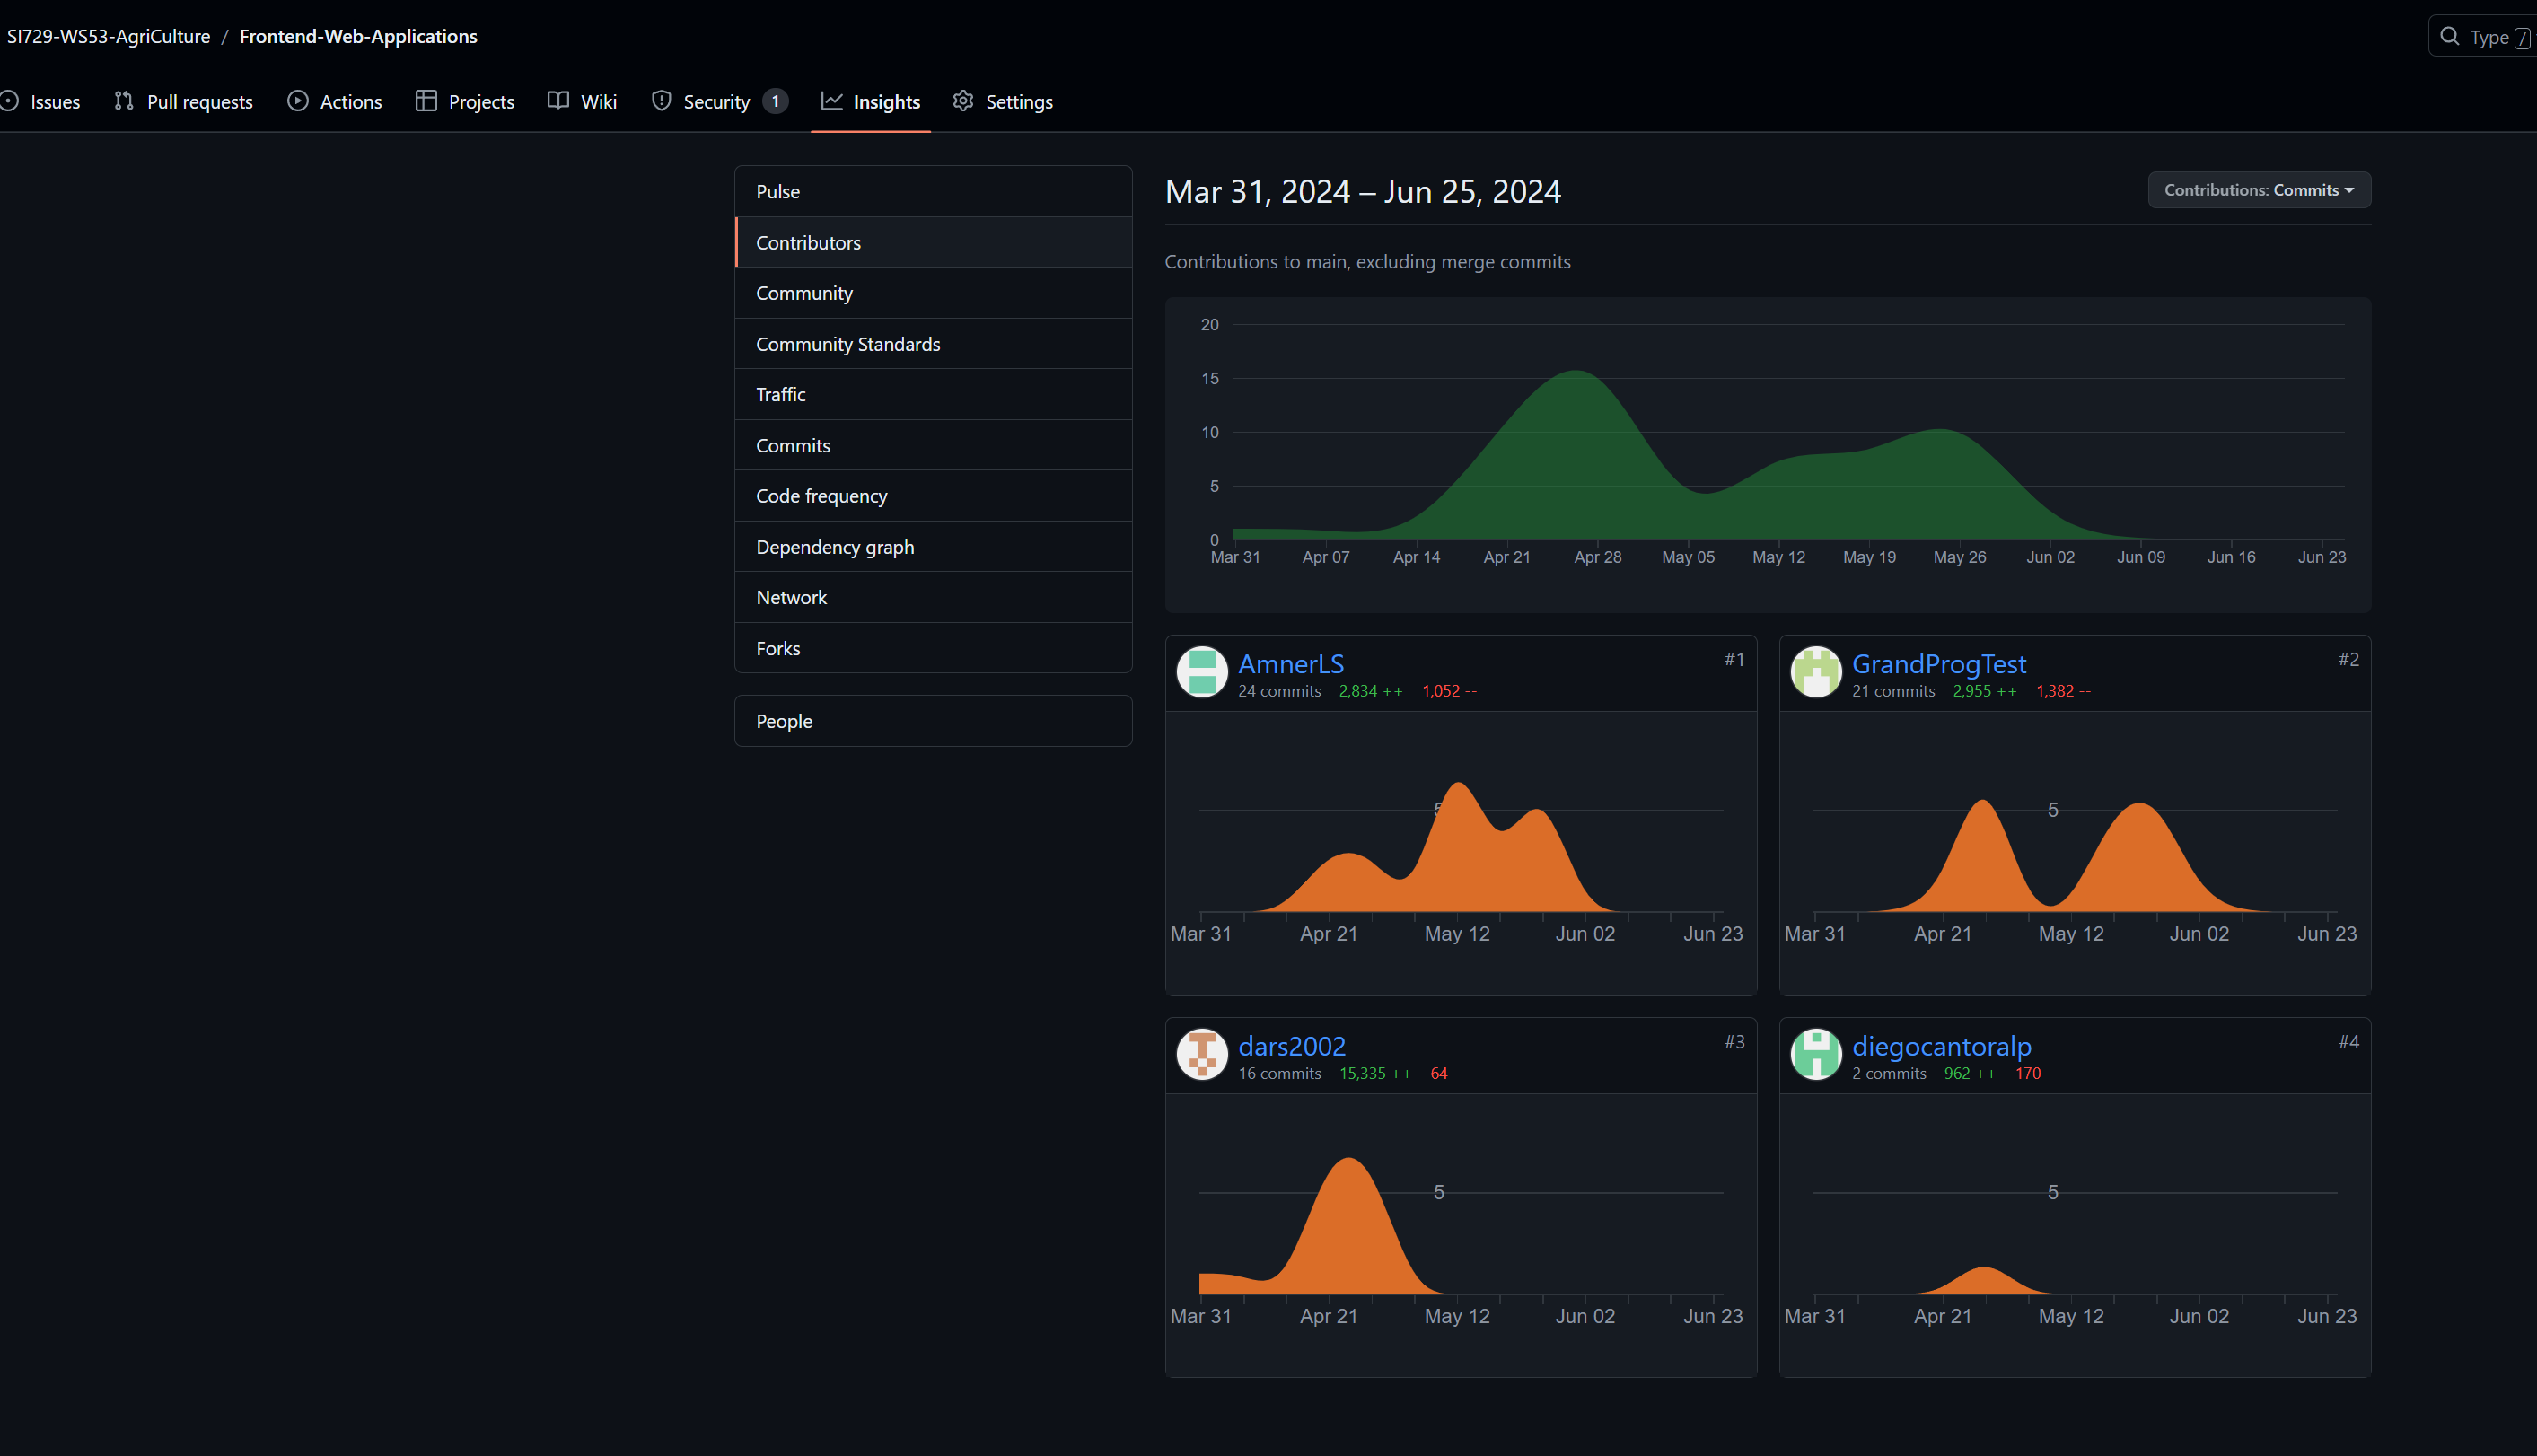 SI729-WS53-AgriCulture / Frontend-Web-Applications
Type /
Issues Pull requests Actions Projects Wiki Security 1 Insights Settings
Pulse
Contributors
Community
Community Standards
Traffic
Commits
Code frequency
Dependency graph
Network
Forks
People
Mar 31, 2024 – Jun 25, 2024
Contributions: Commits
Contributions to main, excluding merge commits
20
15
10
5
0
Mar 31 Apr 07 Apr 14 Apr 21 Apr 28 May 05 May 12 May 19 May 26 Jun 02 Jun 09 Jun 16 Jun 23
AmnerLS #1
24 commits 2,834 ++ 1,052 --
5
Mar 31 Apr 21 May 12 Jun 02 Jun 23
GrandProgTest #2
21 commits 2,955 ++ 1,382 --
5
Mar 31 Apr 21 May 12 Jun 02 Jun 23
dars2002 #3
16 commits 15,335 ++ 64 --
5
Mar 31 Apr 21 May 12 Jun 02 Jun 23
diegocantoralp #4
2 commits 962 ++ 170 --
5
Mar 31 Apr 21 May 12 Jun 02 Jun 23